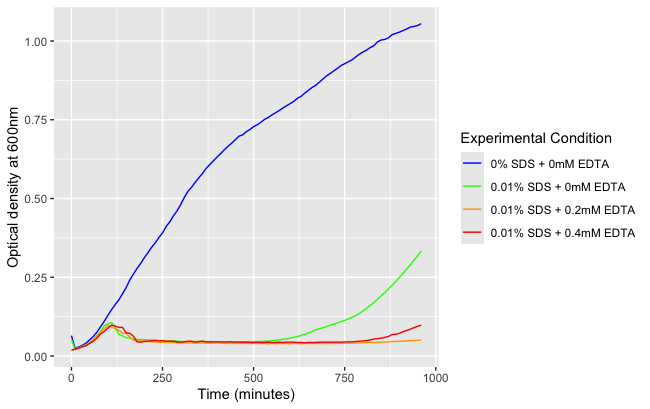 Optical density at 600nm
1.00
0.75
0.50
0.25
0.00
0
250
500
750
1000
Time (minutes)
Experimental Condition
0% SDS + 0mM EDTA
0.01% SDS + 0mM EDTA
0.01% SDS + 0.2mM EDTA
0.01% SDS + 0.4mM EDTA